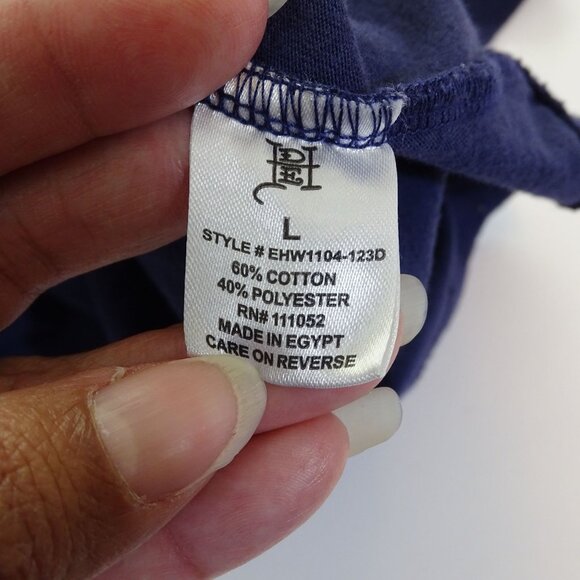 L
STYLE # EHW1104-123D
60% COTTON
40% POLYESTER
RN# 111052
MADE IN EGYPT
CARE ON REVERSE